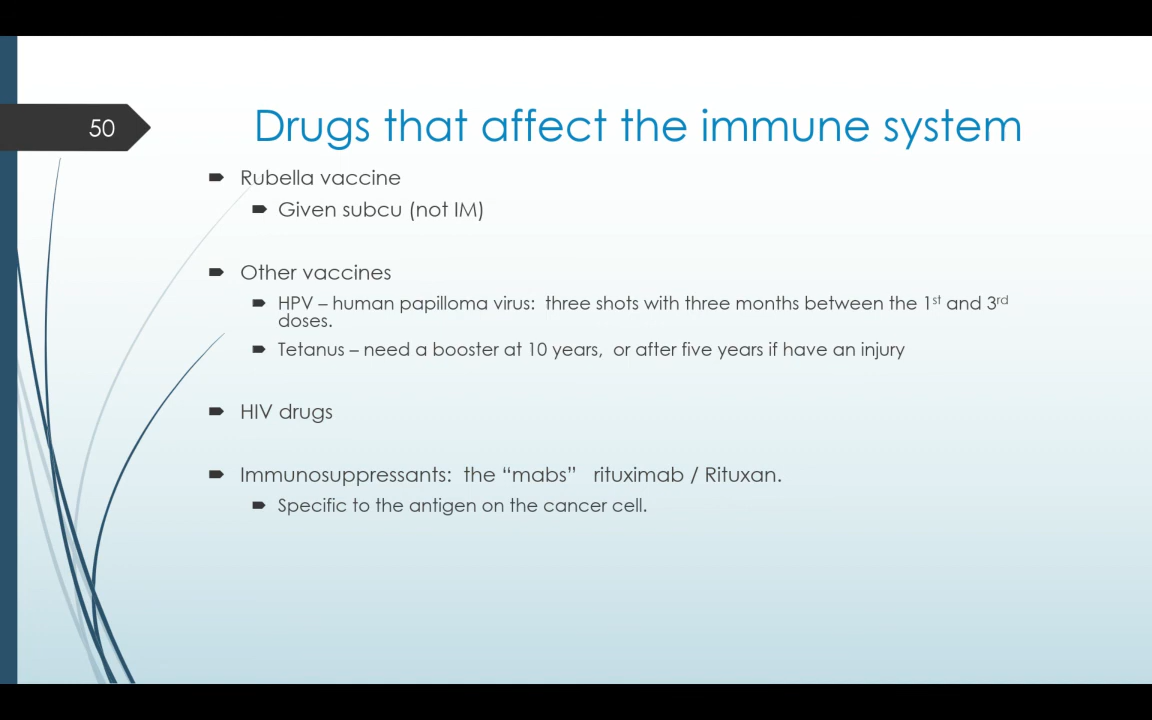 50
Drugs that affect the immune system
Rubella vaccine
Given subcu (not IM)
Other vaccines
HPV – human papilloma virus:  three shots with three months between the 1st and 3rd
doses.
Tetanus – need a booster at 10 years,  or after five years if have an injury
HIV drugs
Immunosuppressants:  the “mabs”   rituximab / Rituxan.
Specific to the antigen on the cancer cell.